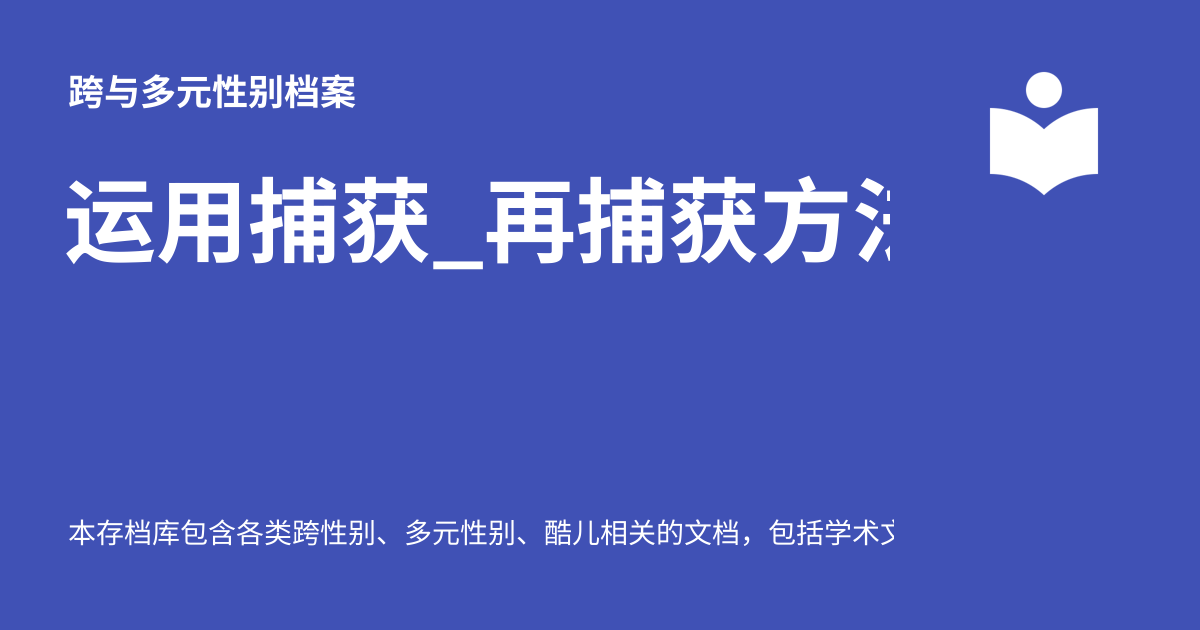 跨与多元性别档案
运用捕获_再捕获方
本存档库包含各类跨性别、多元性别、酷儿相关的文档，包括学术